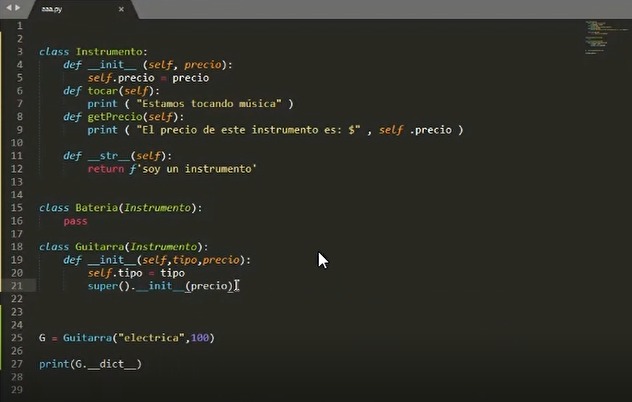 aaa.py
1
2
3 class Instrumento:
4     def __init__ (self, precio):
5         self.precio = precio
6     def tocar(self):
7         print ( "Estamos tocando música" )
8     def getPrecio(self):
9         print ( "El precio de este instrumento es: $" , self .precio )
10
11     def __str__(self):
12         return f'soy un instrumento'
13
14
15 class Bateria(Instrumento):
16     pass
17
18 class Guitarra(Instrumento):
19     def __init__(self,tipo,precio):
20         self.tipo = tipo
21         super().__init__(precio)
22
23
24
25 G = Guitarra("electrica",100)
26
27 print(G.__dict__)
28
29